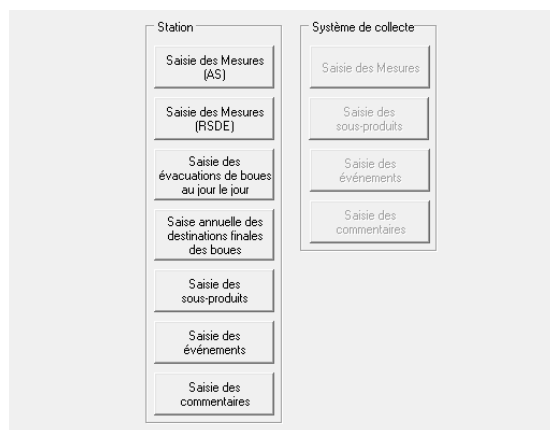 Station
Saisie des Mesures
(AS)
Saisie des Mesures
(RSDE)
Saisie des
évacuations de boues
au jour le jour
Saise annuelle des
destinations finales
des boues
Saisie des
sous-produits
Saisie des
événements
Saisie des
commentaires
Système de collecte
Saisie des Mesures
Saisie des
sous-produits
Saisie des
événements
Saisie des
commentaires